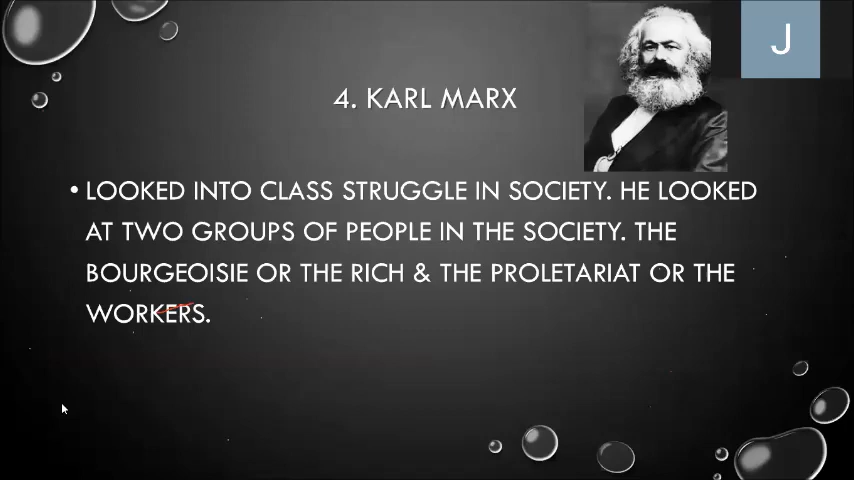 J
4. KARL MARX
• LOOKED INTO CLASS STRUGGLE IN SOCIETY. HE LOOKED
AT TWO GROUPS OF PEOPLE IN THE SOCIETY. THE
BOURGEOISIE OR THE RICH & THE PROLETARIAT OR THE
WORKERS.